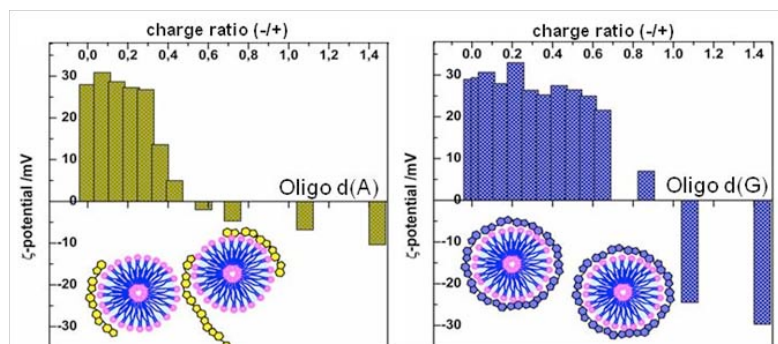 charge ratio (-/+)
0,0 0,2 0,4 0,6 0,8 1,0 1,2 1,4
30
20
10
0
-10
-20
-30
ζ-potential /mV
Oligo d(A)
charge ratio (-/+)
0.0 0.2 0.4 0.6 0.8 1.0 1.2 1.4
30
20
10
0
-10
-20
-30
ζ-potential /mV
Oligo d(G)